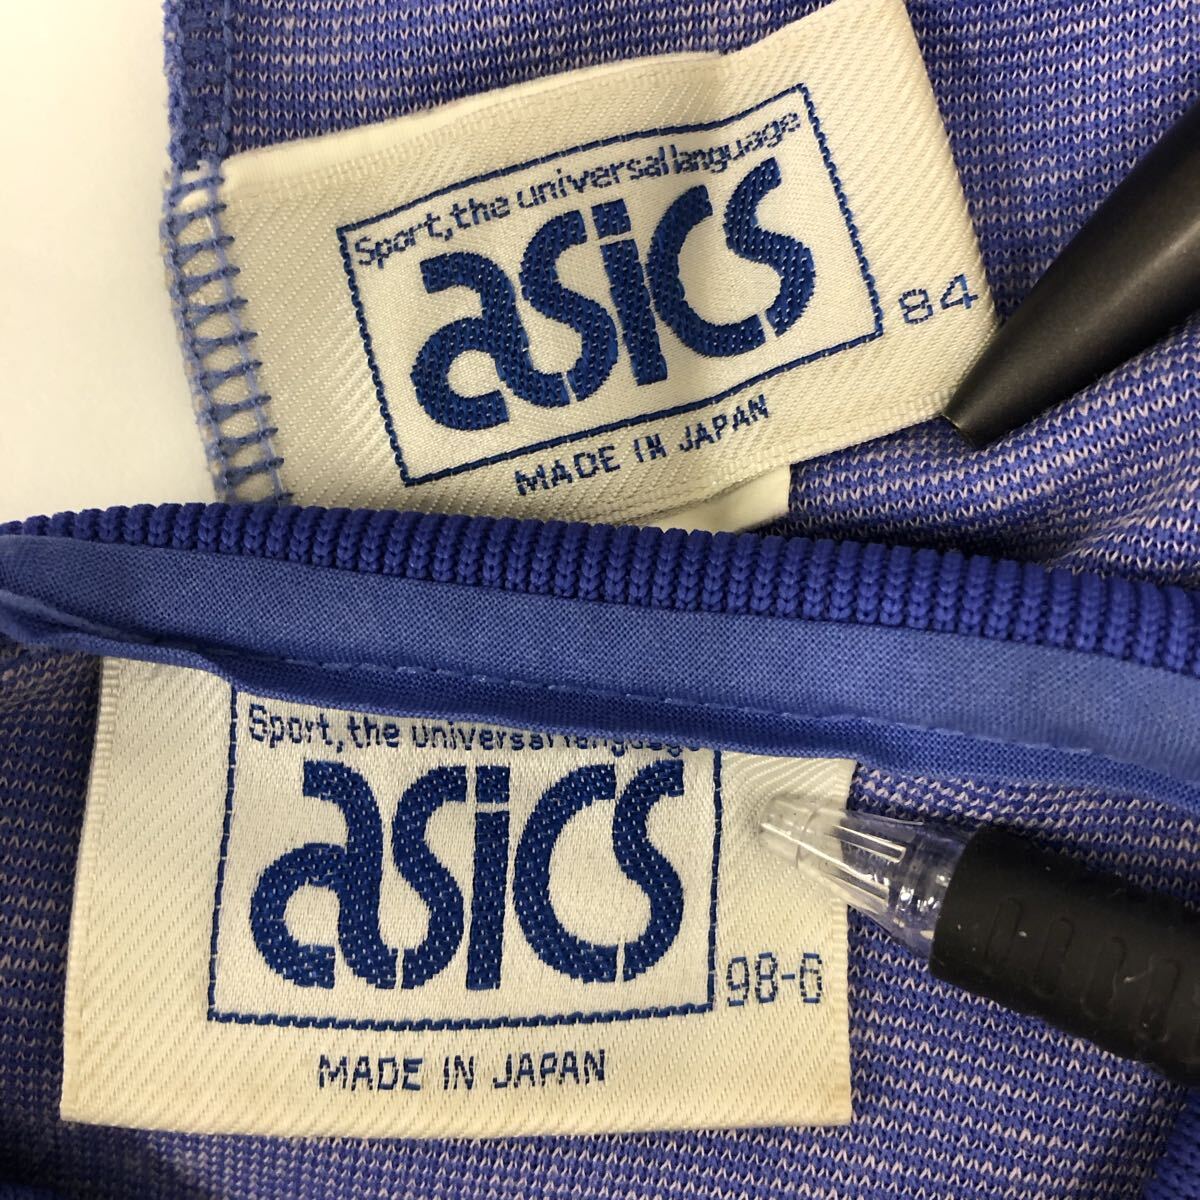 Sport, the universal language
asics
84
MADE IN JAPAN
Sport, the universal language
asics
98-6
MADE IN JAPAN